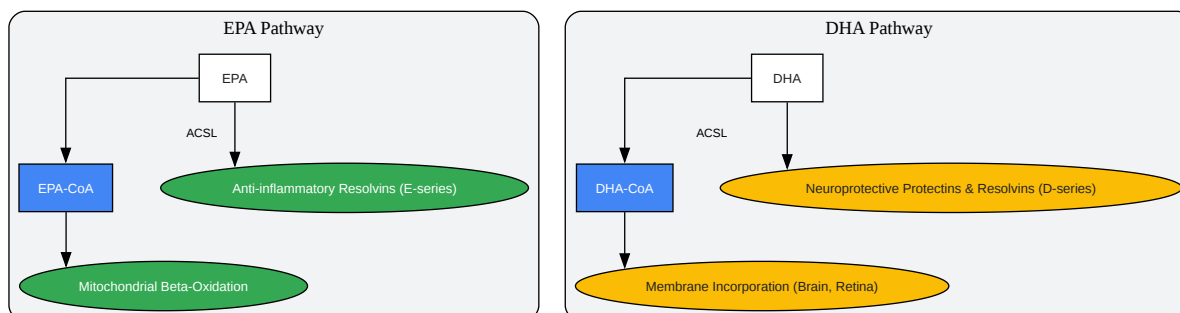 EPA Pathway
EPA
ACSL
EPA-CoA
Anti-inflammatory Resolvins (E-series)
Mitochondrial Beta-Oxidation
DHA Pathway
DHA
ACSL
DHA-CoA
Neuroprotective Protectins & Resolvins (D-series)
Membrane Incorporation (Brain, Retina)